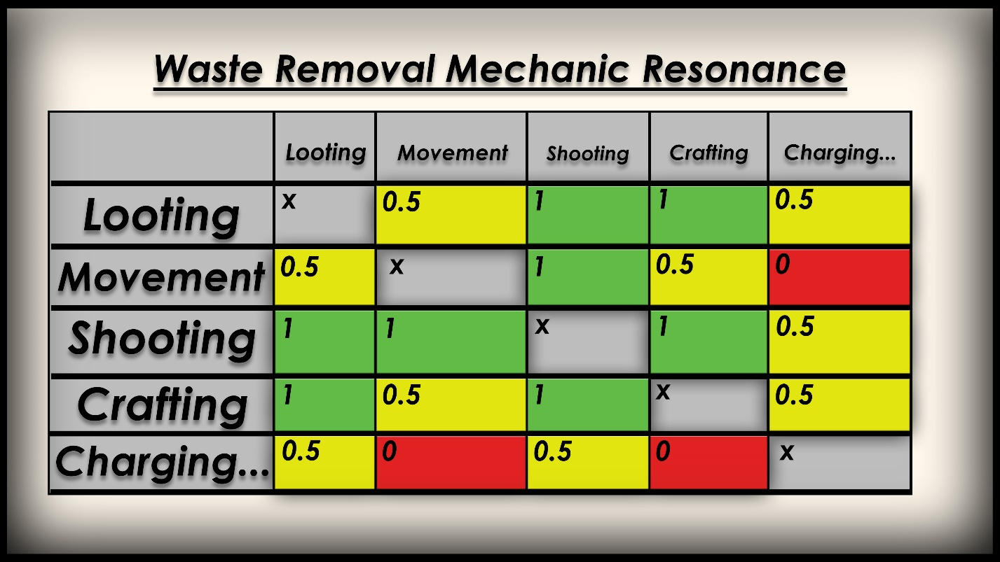 Waste Removal Mechanic Resonance
Looting Movement Shooting Crafting Charging...
Looting x 0.5 1 1 0.5
Movement 0.5 x 1 0.5 0
Shooting 1 1 x 1 0.5
Crafting 1 0.5 1 x 0.5
Charging... 0.5 0 0.5 0 x